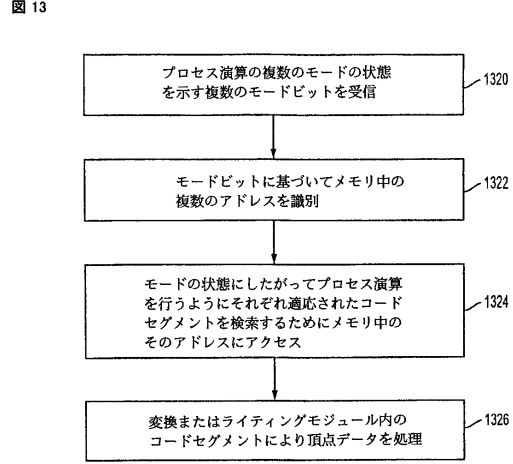 図 13
プロセス演算の複数のモードの状態
を示す複数のモードビットを受信
1320
モードビットに基づいてメモリ中の
複数のアドレスを識別
1322
モードの状態にしたがってプロセス演算
を行うようにそれぞれ適応されたコード
セグメントを検索するためにメモリ中の
そのアドレスにアクセス
1324
変換またはライティングモジュール内の
コードセグメントにより頂点データを処理
1326